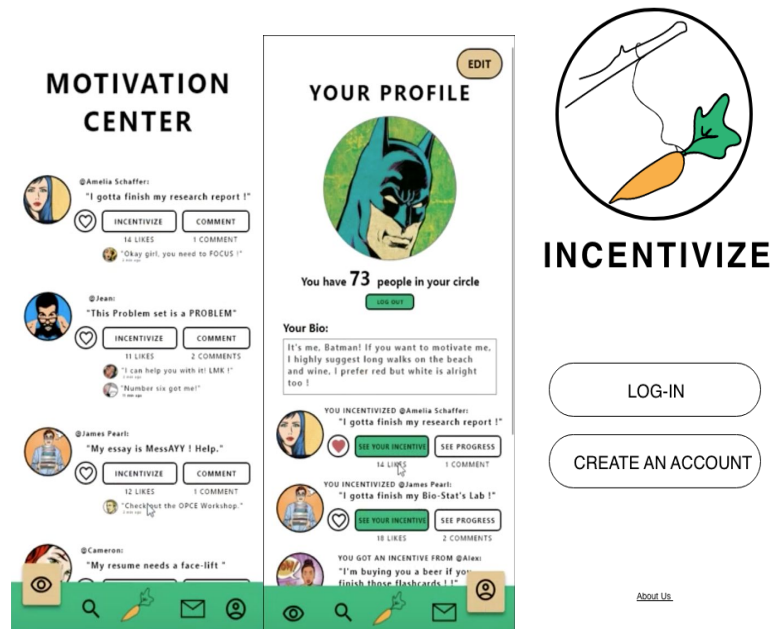 MOTIVATION
CENTER
@Amelia Schaffer:
"I gotta finish my research report !"
INCENTIVIZE
COMMENT
14 LIKES
1 COMMENT
"Okay girl, you need to FOCUS !"
@Jean:
"This Problem set is a PROBLEM"
INCENTIVIZE
COMMENT
11 LIKES
2 COMMENTS
"I can help you with it! LMK !"
"Number six got me!"
@James Pearl:
"My essay is MessAYY ! Help."
INCENTIVIZE
COMMENT
12 LIKES
1 COMMENT
"Checkout the OPCE Workshop."
@Cameron:
"My resume needs a face-lift "
EDIT
YOUR PROFILE
You have 73 people in your circle
LOG OUT
Your Bio:
It's me, Batman! If you want to motivate me,
I highly suggest long walks on the beach
and wine, I prefer red but white is alright
too !
YOU INCENTIVIZED @Amelia Schaffer:
"I gotta finish my research report !"
SEE YOUR INCENTIVE
SEE PROGRESS
14 LIKES
1 COMMENT
YOU INCENTIVIZED @James Pearl:
"I gotta finish my Bio-Stat's Lab !"
SEE YOUR INCENTIVE
SEE PROGRESS
18 LIKES
2 COMMENTS
YOU GOT AN INCENTIVE FROM @Alex:
"I'm buying you a beer if you
finish those flashcards ! !"
INCENTIVIZE
LOG-IN
CREATE AN ACCOUNT
About Us